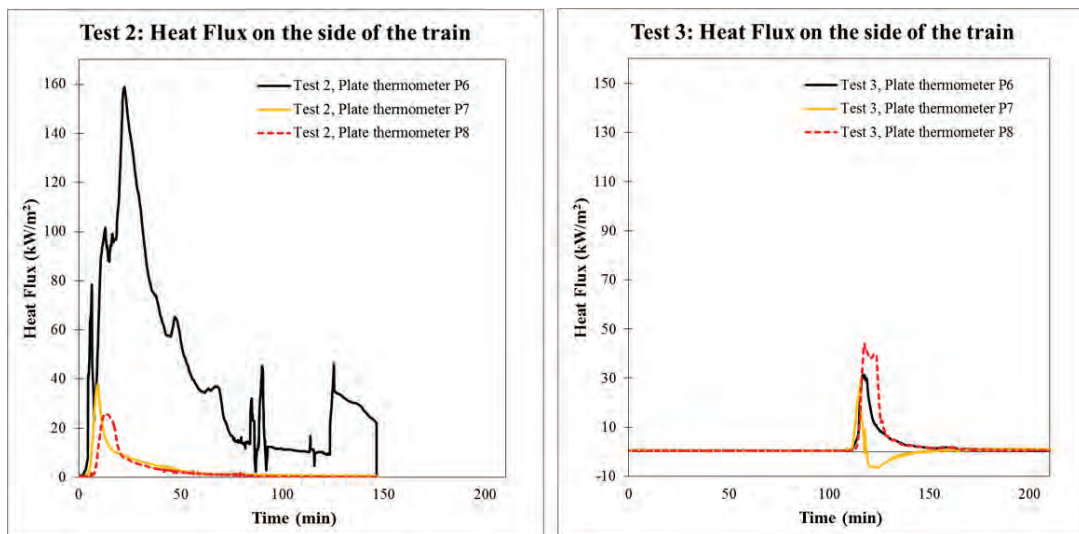 Test 2: Heat Flux on the side of the train
160
140
120
100
80
60
40
20
0
Heat Flux (kW/m²)
Test 2, Plate thermometer P6
Test 2, Plate thermometer P7
Test 2, Plate thermometer P8
0 50 100 150 200
Time (min)
Test 3: Heat Flux on the side of the train
150
130
110
90
70
50
30
10
-10
Heat Flux (kW/m²)
Test 3, Plate thermometer P6
Test 3, Plate thermometer P7
Test 3, Plate thermometer P8
0 50 100 150 200
Time (min)